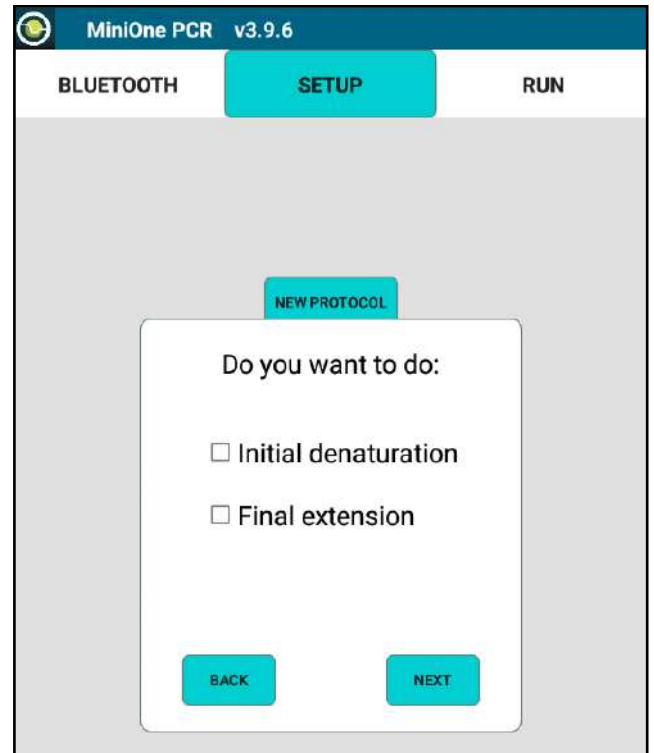 MiniOne PCR v3.9.6
BLUETOOTH SETUP RUN
NEW PROTOCOL
Do you want to do:
Initial denaturation
Final extension
BACK NEXT